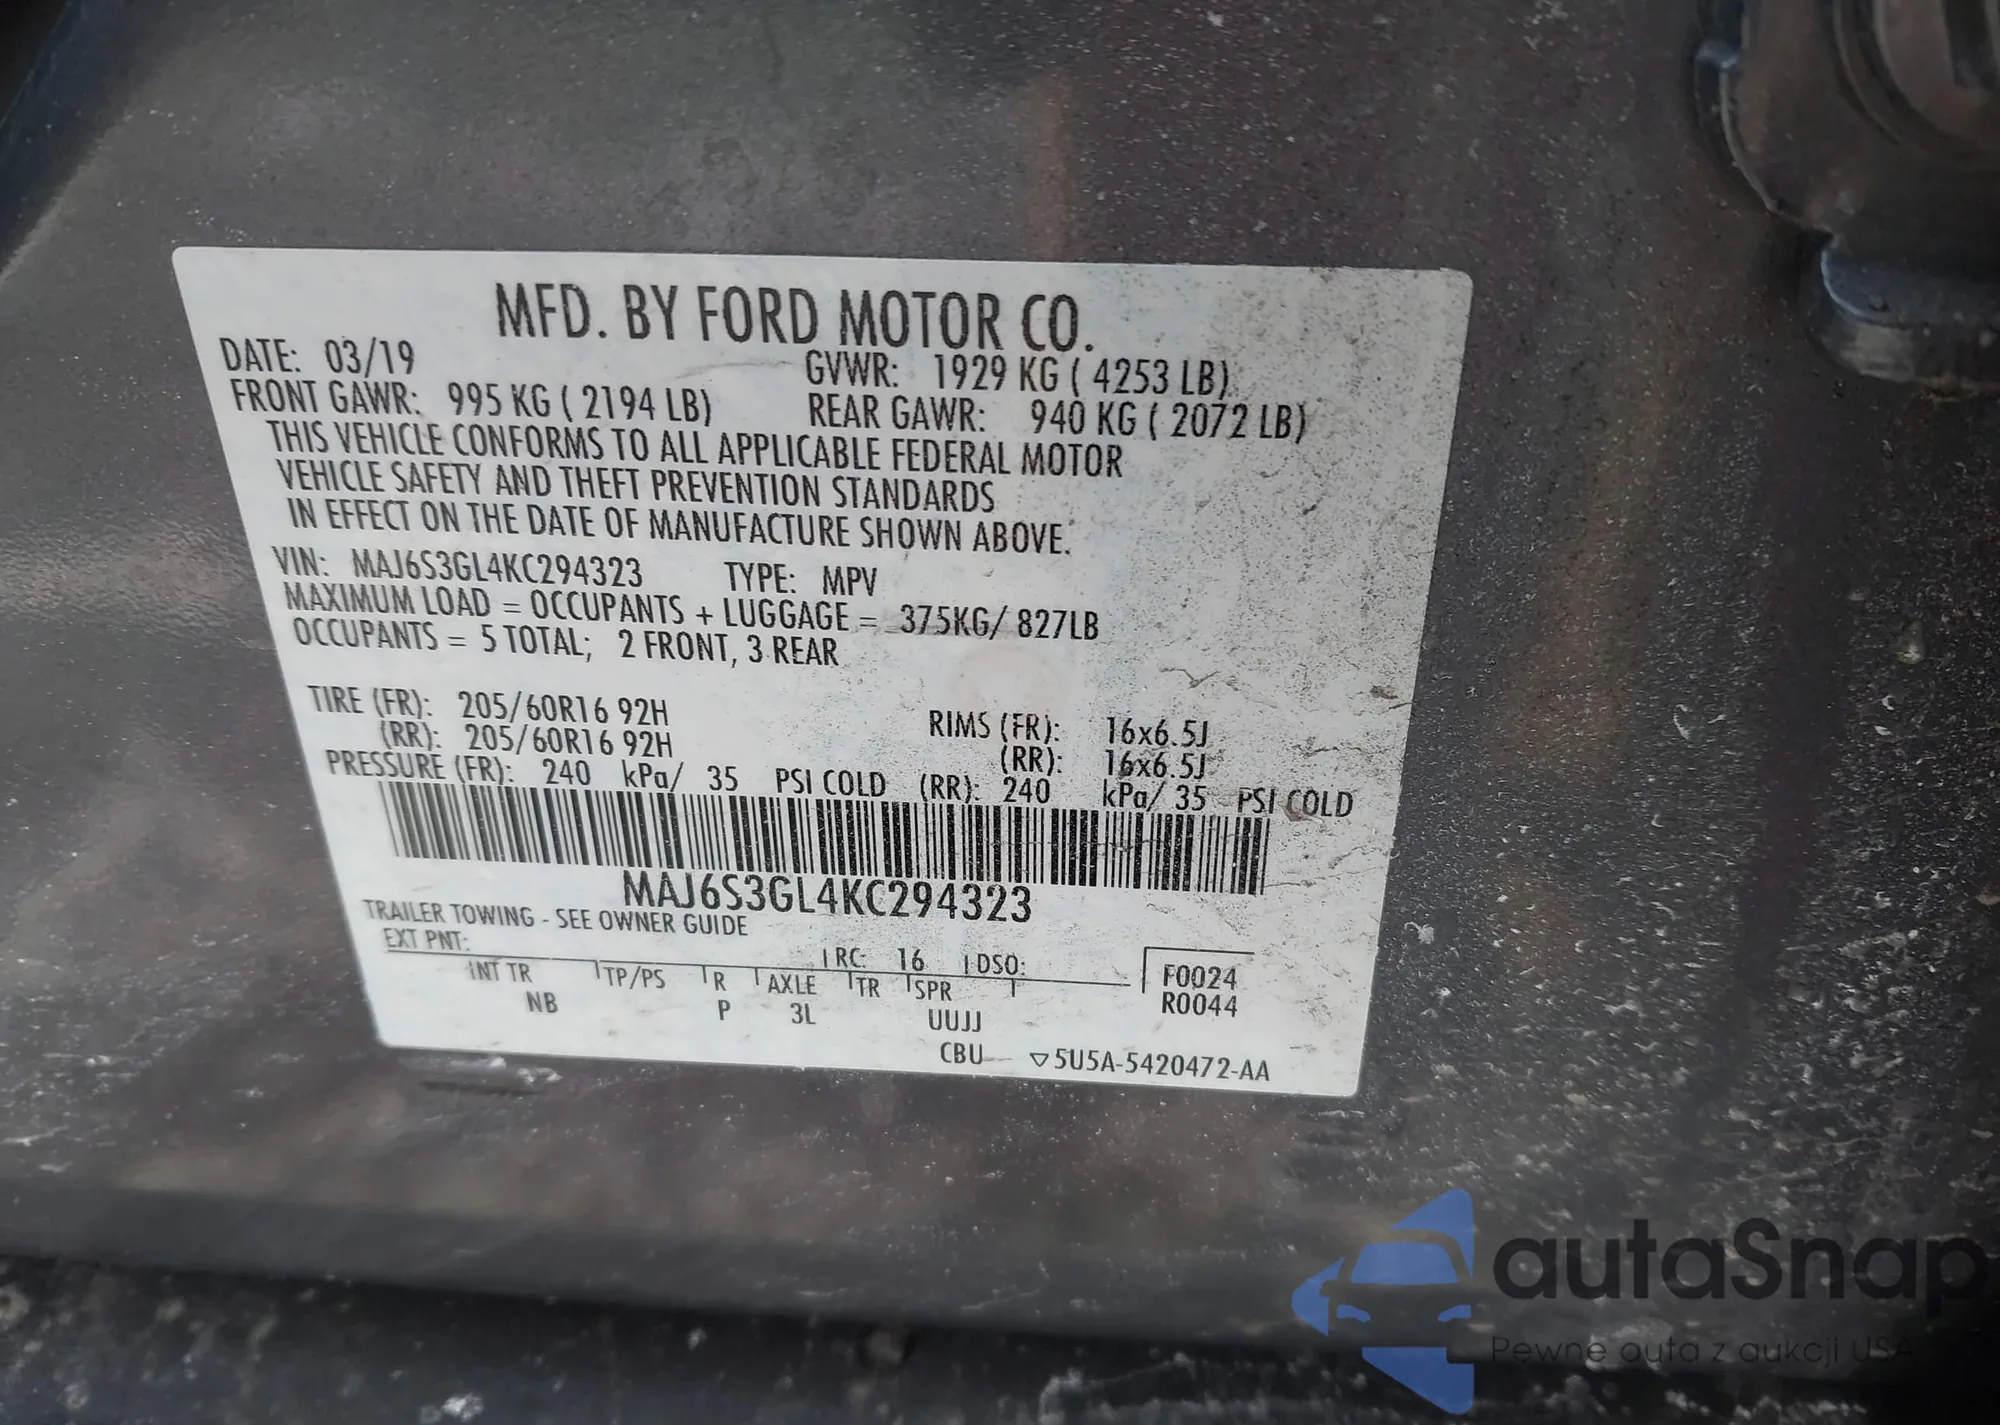 MFD. BY FORD MOTOR CO.
DATE: 03/19 GVWR: 1929 KG ( 4253 LB)
FRONT GAWR: 995 KG ( 2194 LB) REAR GAWR: 940 KG ( 2072 LB)
THIS VEHICLE CONFORMS TO ALL APPLICABLE FEDERAL MOTOR
VEHICLE SAFETY AND THEFT PREVENTION STANDARDS
IN EFFECT ON THE DATE OF MANUFACTURE SHOWN ABOVE.
VIN: MAJ6S3GL4KC294323 TYPE: MPV
MAXIMUM LOAD = OCCUPANTS + LUGGAGE = 375KG/ 827LB
OCCUPANTS = 5 TOTAL; 2 FRONT, 3 REAR
TIRE (FR): 205/60R16 92H RIMS (FR): 16x6.5J
(RR): 205/60R16 92H (RR): 16x6.5J
PRESSURE (FR): 240 kPa/ 35 PSI COLD (RR): 240 kPa/ 35 PSI COLD
MAJ6S3GL4KC294323
TRAILER TOWING - SEE OWNER GUIDE
EXT PNT: RC: 16 DSO: F0024
INT TR TP/PS R AXLE TR SPR R0044
NB P 3L UUJJ
CBU ▽5U5A-5420472-AA
autaSnap
Pewne auta z aukcji USA